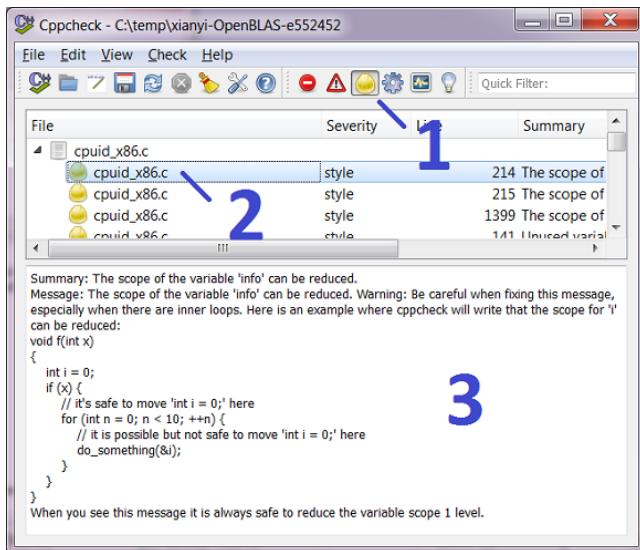 Cppcheck - C:\temp\xianyi-OpenBLAS-e552452
File Edit View Check Help
Quick Filter:
1
File Severity Line Summary
cpuid_x86.c
cpuid_x86.c style 214 The scope of
cpuid_x86.c style 215 The scope of
cpuid_x86.c style 1399 The scope of
cpuid_x86.c style 141 Unused varial
2
Summary: The scope of the variable 'info' can be reduced.
Message: The scope of the variable 'info' can be reduced. Warning: Be careful when fixing this message,
especially when there are inner loops. Here is an example where cppcheck will write that the scope for 'i'
can be reduced:
void f(int x)
{
int i = 0;
if (x) {
// it's safe to move 'int i = 0;' here
for (int n = 0; n < 10; ++n) {
// it is possible but not safe to move 'int i = 0;' here
do_something(&i);
}
}
}
When you see this message it is always safe to reduce the variable scope 1 level.
3